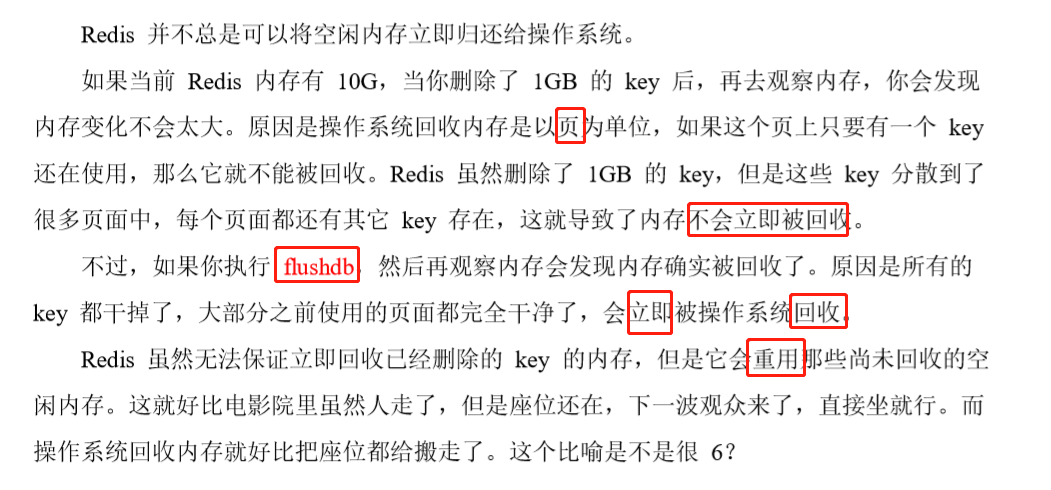 Redis 并不总是可以将空闲内存立即归还给操作系统。
如果当前 Redis 内存有 10G，当你删除了 1GB 的 key 后，再去观察内存，你会发现
内存变化不会太大。原因是操作系统回收内存是以页为单位，如果这个页上只要有一个 key
还在使用，那么它就不能被回收。Redis 虽然删除了 1GB 的 key，但是这些 key 分散到了
很多页面中，每个页面都还有其它 key 存在，这就导致了内存不会立即被回收。
不过，如果你执行 flushdb，然后再观察内存会发现内存确实被回收了。原因是所有的
key 都干掉了，大部分之前使用的页面都完全干净了，会立即被操作系统回收。
Redis 虽然无法保证立即回收已经删除的 key 的内存，但是它会重用那些尚未回收的空
闲内存。这就好比电影院里虽然人走了，但是座位还在，下一波观众来了，直接坐就行。而
操作系统回收内存就好比把座位都给搬走了。这个比喻是不是很 6？